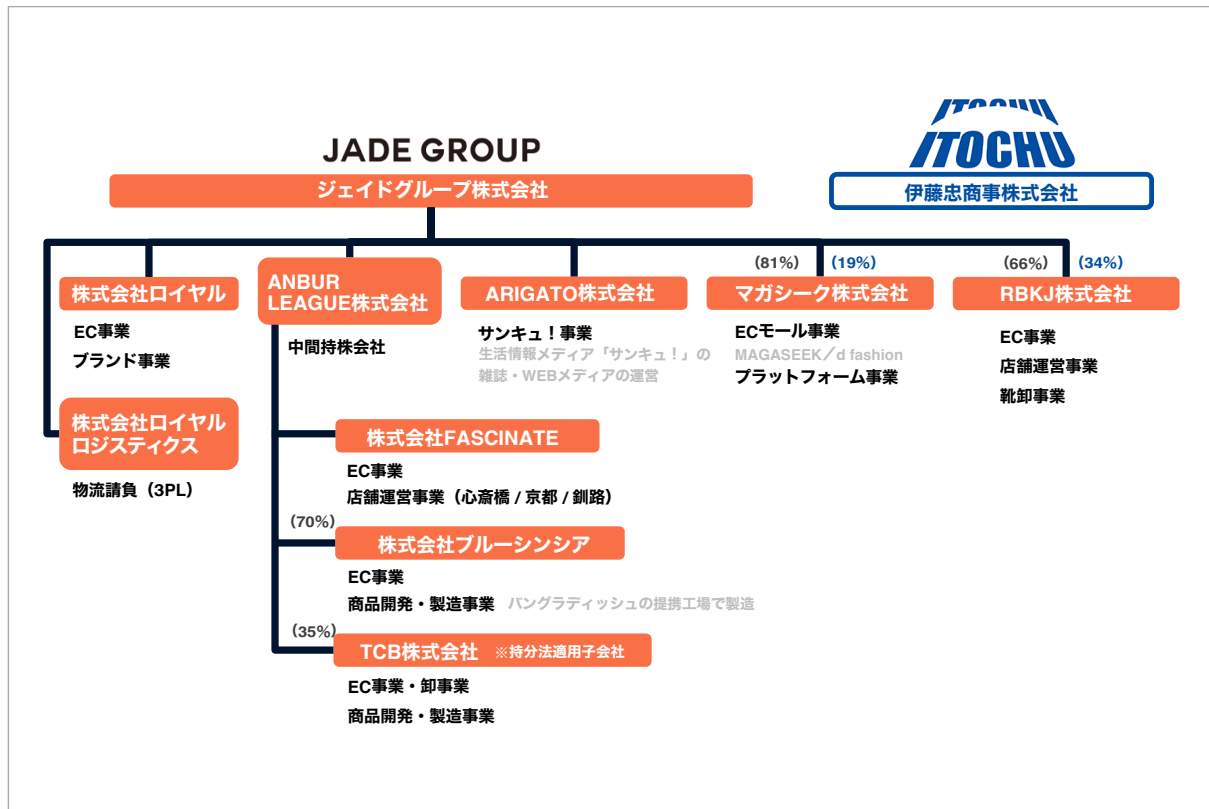 JADE GROUP
ジェイドグループ株式会社
ITOCHU
ITOCHU
伊藤忠商事株式会社
株式会社ロイヤル
EC事業
ブランド事業
株式会社ロイヤル
ロジスティクス
物流請負（3PL）
ANBUR
LEAGUE株式会社
中間持株会社
株式会社FASCINATE
EC事業
店舗運営事業（心斎橋 / 京都 / 釧路）
（70%）
株式会社ブルーシンシア
EC事業
商品開発・製造事業 バングラディッシュの提携工場で製造
（35%）
TCB株式会社 ※持分法適用子会社
EC事業・卸事業
商品開発・製造事業
ARIGATO株式会社
サンキュ！事業
生活情報メディア「サンキュ！」の
雑誌・WEBメディアの運営
（81%） （19%）
マガシーク株式会社
ECモール事業
MAGASEEK／d fashion
プラットフォーム事業
（66%） （34%）
RBKJ株式会社
EC事業
店舗運営事業
靴卸事業